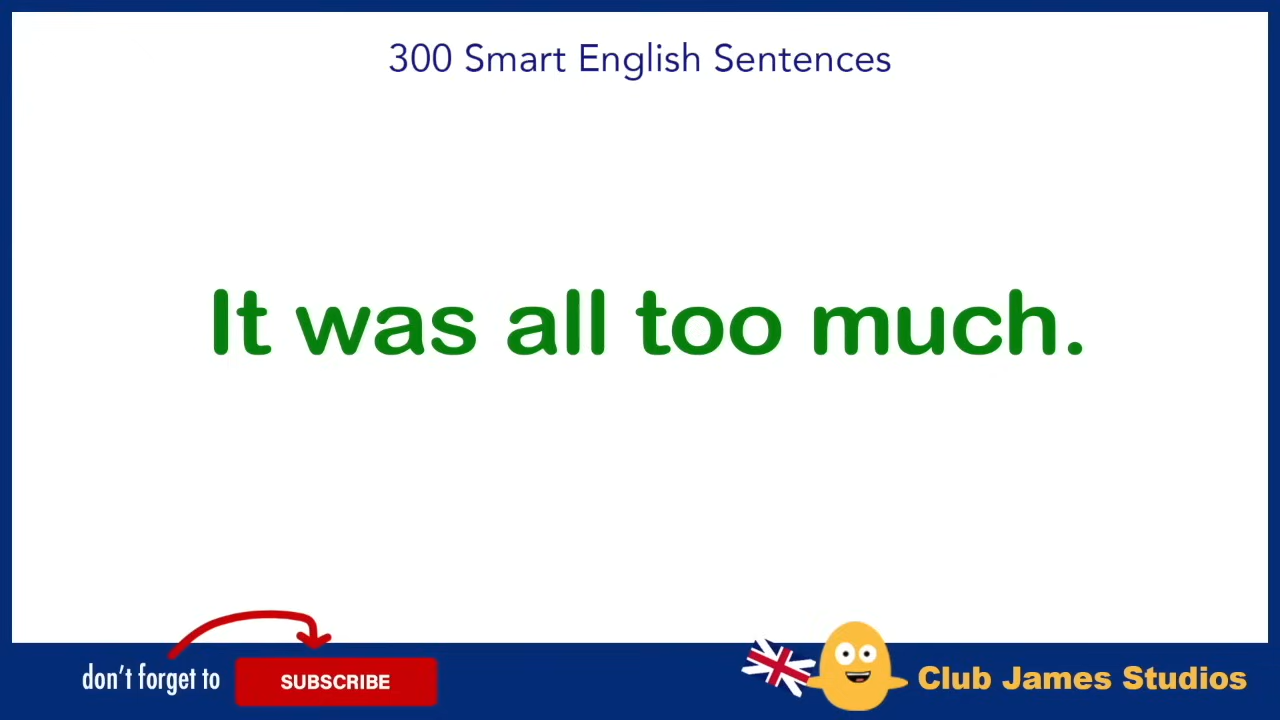 300 Smart English Sentences
It was all too much.
don't forget to
SUBSCRIBE
Club James Studios